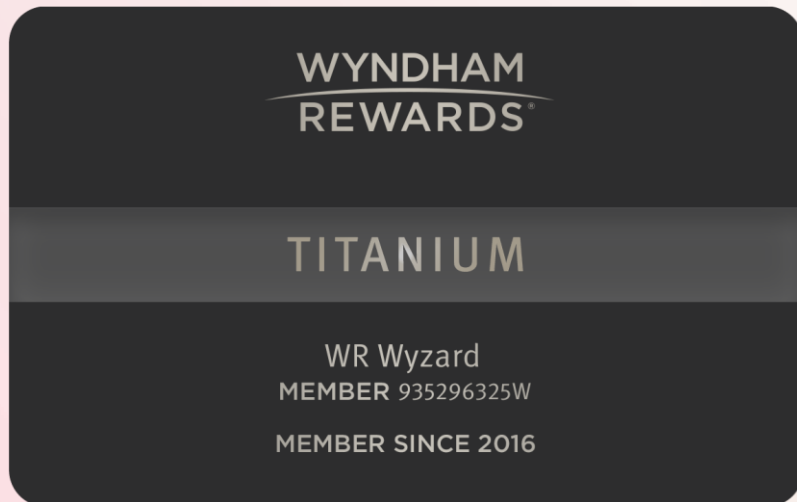 WYNDHAM
REWARDS®
TITANIUM
WR Wyzard
MEMBER 935296325W
MEMBER SINCE 2016